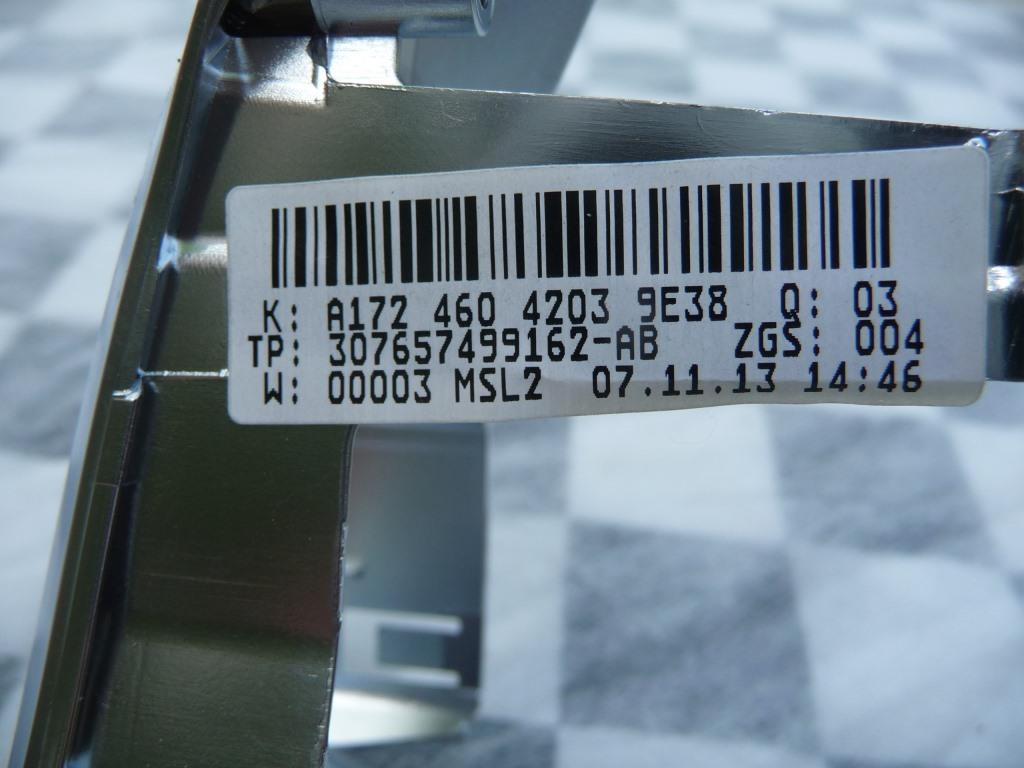 K: A172 460 4203 9E38 Q: 03
TP: 307657499162-AB ZGS: 004
W: 00003 MSL2 07.11.13 14:46